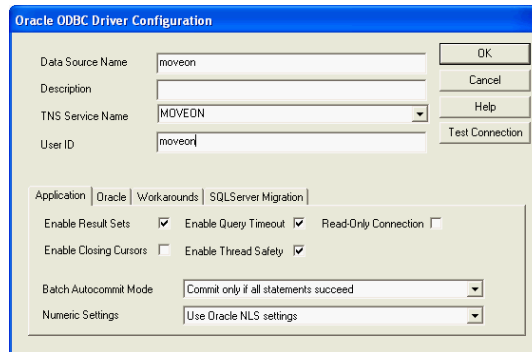 Oracle ODBC Driver Configuration
Data Source Name moveon OK
Description Cancel
TNS Service Name MOVEON Help
User ID moveon Test Connection
Application Oracle Workarounds SQLServer Migration
Enable Result Sets Enable Query Timeout Read-Only Connection
Enable Closing Cursors Enable Thread Safety
Batch Autocommit Mode Commit only if all statements succeed
Numeric Settings Use Oracle NLS settings